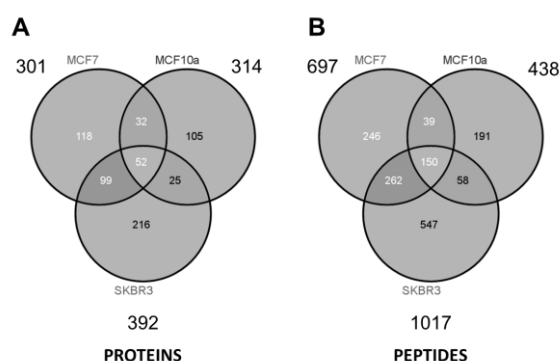 A
B
301
MCF7
MCF10a
314
697
MCF7
MCF10a
438
32
118
105
52
99
25
216
39
246
191
150
262
58
547
SKBR3
SKBR3
392
1017
PROTEINS
PEPTIDES